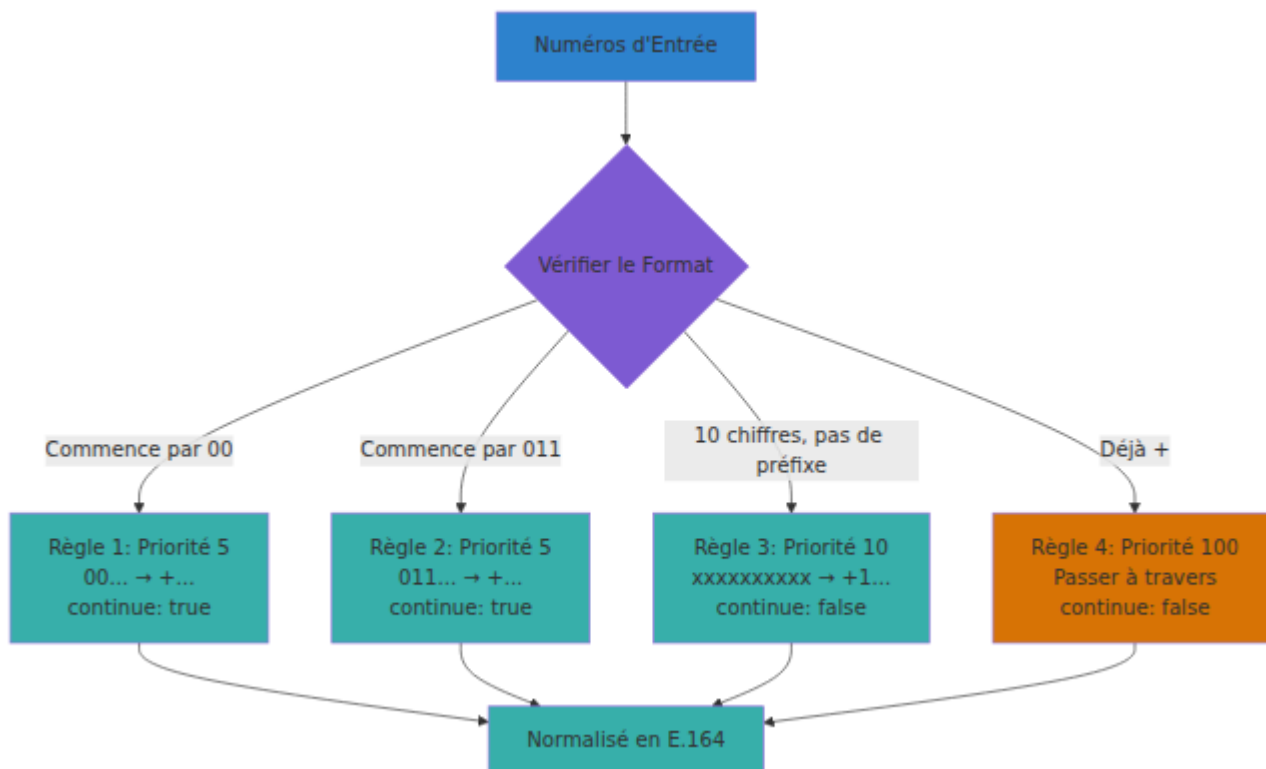 Numéros d'Entrée
Vérifier le Format
Commence par 00
Commence par 011
10 chiffres, pas de
préfixe
Déjà +
Règle 1: Priorité 5
00... → +...
continue: true
Règle 2: Priorité 5
011... → +...
continue: true
Règle 3: Priorité 10
xxxxxxxxxx → +1...
continue: false
Règle 4: Priorité 100
Passer à travers
continue: false
Normalisé en E.164